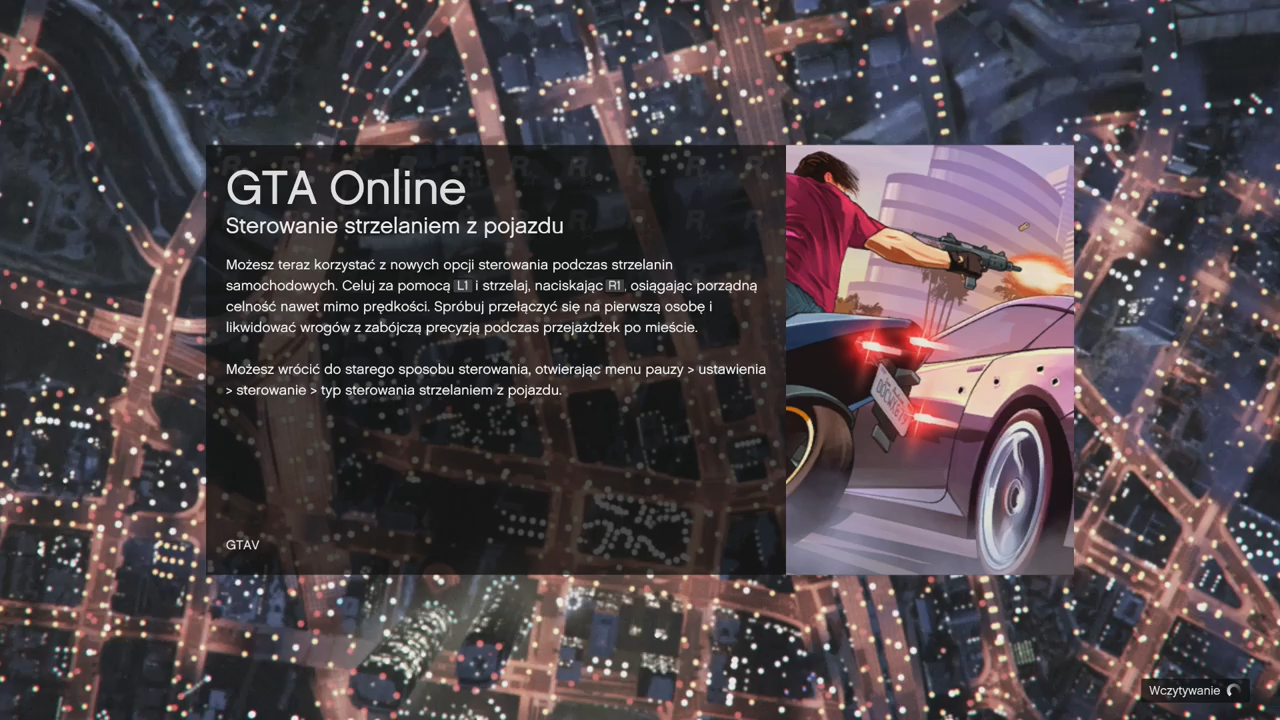 GTA Online
Sterowanie strzelaniem z pojazdu
Możesz teraz korzystać z nowych opcji sterowania podczas strzelanin
samochodowych. Celuj za pomocą L1 i strzelaj, naciskając R1, osiągając porządną
celność nawet mimo prędkości. Spróbuj przełączyć się na pierwszą osobę i
likwidować wrogów z zabójczą precyzją podczas przejażdżek po mieście.
Możesz wrócić do starego sposobu sterowania, otwierając menu pauzy > ustawienia
> sterowanie > typ sterowania strzelaniem z pojazdu.
GTAV
Wczytywanie